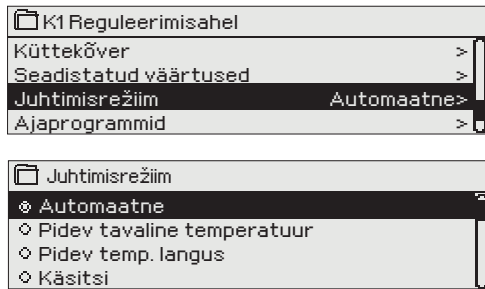 K1 Reguleerimisahel
Küttekõver >
Seadistatud väärtused >
Juhtimisrežiim Automaatne>
Ajaprogrammid >
Juhtimisrežiim
Automaatne
Pidev tavaline temperatuur
Pidev temp. langus
Käsitsi